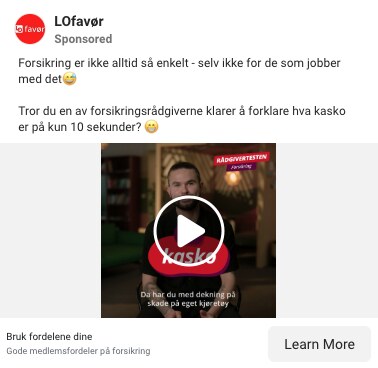 LOfavør
LOfavør
Sponsored
Forsikring er ikke alltid så enkelt - selv ikke for de som jobber
med det😅
Tror du en av forsikringsrådgiverne klarer å forklare hva kasko
er på kun 10 sekunder? 😁
RÅDGIVERTESTEN
Forsikring
kasko
Da har du med dekning på
skade på eget kjøretøy
Bruk fordelene dine
Gode medlemsfordeler på forsikring
Learn More